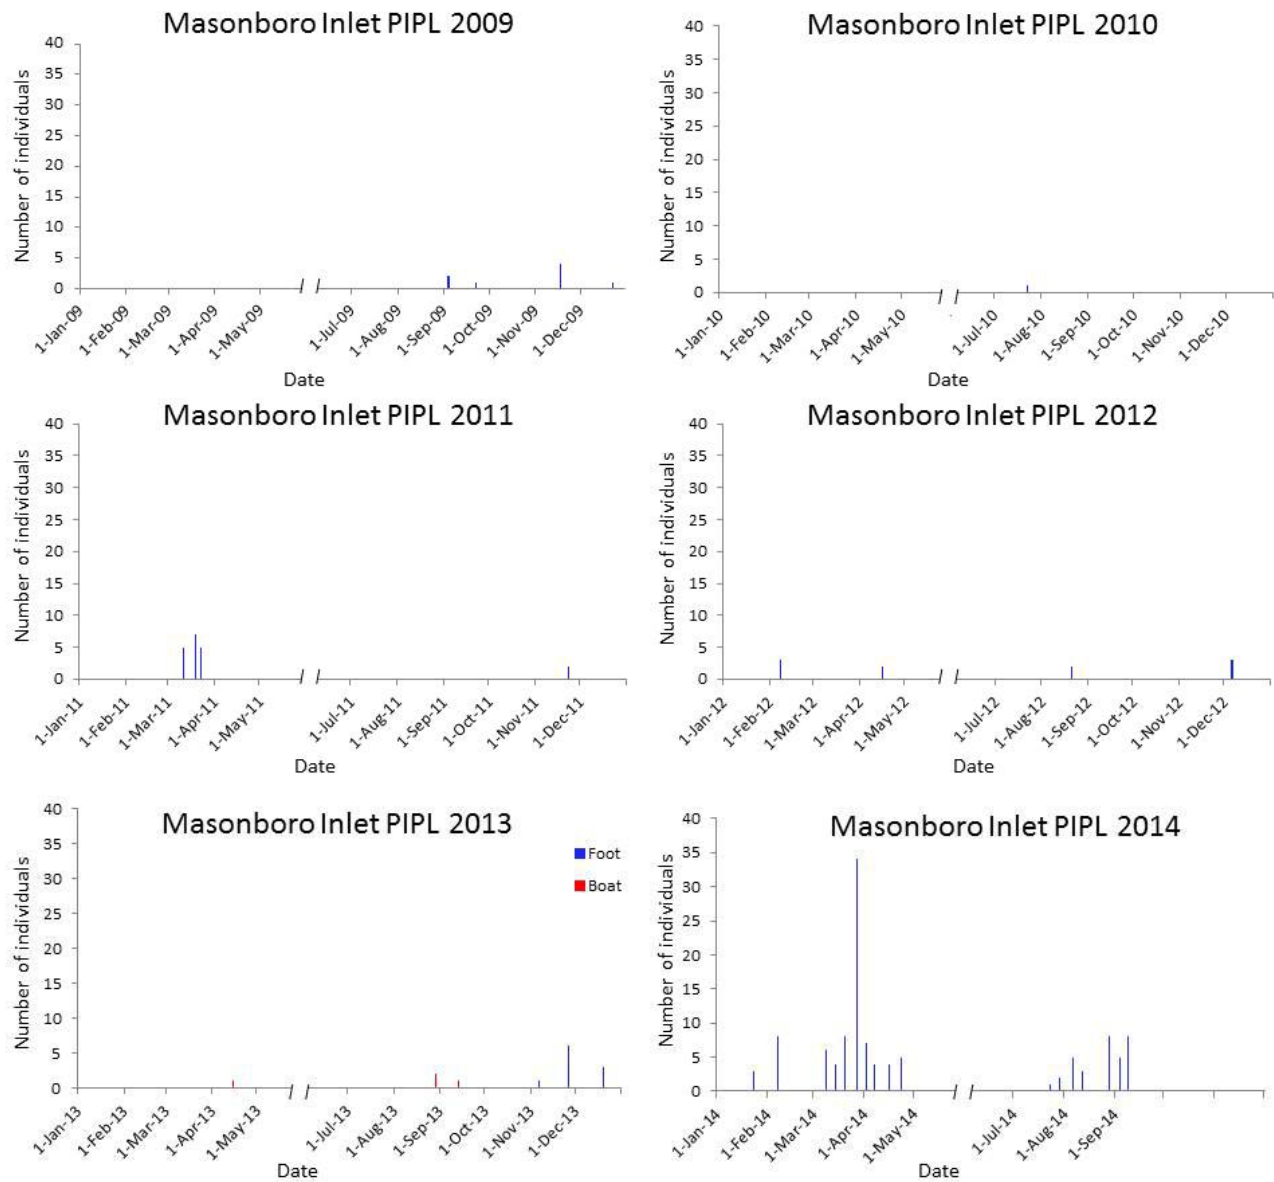 Masonboro Inlet PIPL 2009
Number of individuals
40
35
30
25
20
15
10
5
0
1-Jan-09
1-Feb-09
1-Mar-09
1-Apr-09
1-May-09
//
1-Jul-09
1-Aug-09
1-Sep-09
1-Oct-09
1-Nov-09
1-Dec-09
Date
Masonboro Inlet PIPL 2010
Number of individuals
40
35
30
25
20
15
10
5
0
1-Jan-10
1-Feb-10
1-Mar-10
1-Apr-10
1-May-10
//
1-Jul-10
1-Aug-10
1-Sep-10
1-Oct-10
1-Nov-10
1-Dec-10
Date
Masonboro Inlet PIPL 2011
Number of individuals
40
35
30
25
20
15
10
5
0
1-Jan-11
1-Feb-11
1-Mar-11
1-Apr-11
1-May-11
//
1-Jul-11
1-Aug-11
1-Sep-11
1-Oct-11
1-Nov-11
1-Dec-11
Date
Masonboro Inlet PIPL 2012
Number of individuals
40
35
30
25
20
15
10
5
0
1-Jan-12
1-Feb-12
1-Mar-12
1-Apr-12
1-May-12
//
1-Jul-12
1-Aug-12
1-Sep-12
1-Oct-12
1-Nov-12
1-Dec-12
Date
Masonboro Inlet PIPL 2013
Foot
Boat
Number of individuals
40
35
30
25
20
15
10
5
0
1-Jan-13
1-Feb-13
1-Mar-13
1-Apr-13
1-May-13
//
1-Jul-13
1-Aug-13
1-Sep-13
1-Oct-13
1-Nov-13
1-Dec-13
Date
Masonboro Inlet PIPL 2014
Number of individuals
40
35
30
25
20
15
10
5
0
1-Jan-14
1-Feb-14
1-Mar-14
1-Apr-14
1-May-14
//
1-Jul-14
1-Aug-14
1-Sep-14
Date